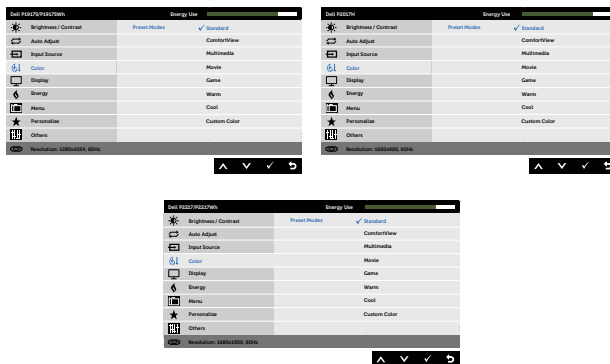 Dell P1917S/P1917SWh Energy Use
Brightness / Contrast Preset Modes ✓ Standard
Auto Adjust ComfortView
Input Source Multimedia
Color Movie
Display Game
Energy Warm
Menu Cool
Personalize Custom Color
Others
Resolution: 1280x1024, 60Hz
Dell P2017H Energy Use
Brightness / Contrast Preset Modes ✓ Standard
Auto Adjust ComfortView
Input Source Multimedia
Color Movie
Display Game
Energy Warm
Menu Cool
Personalize Custom Color
Others
Resolution: 1600x900, 60Hz
Dell P2217/P2217Wh Energy Use
Brightness / Contrast Preset Modes ✓ Standard
Auto Adjust ComfortView
Input Source Multimedia
Color Movie
Display Game
Energy Warm
Menu Cool
Personalize Custom Color
Others
Resolution: 1680x1050, 60Hz